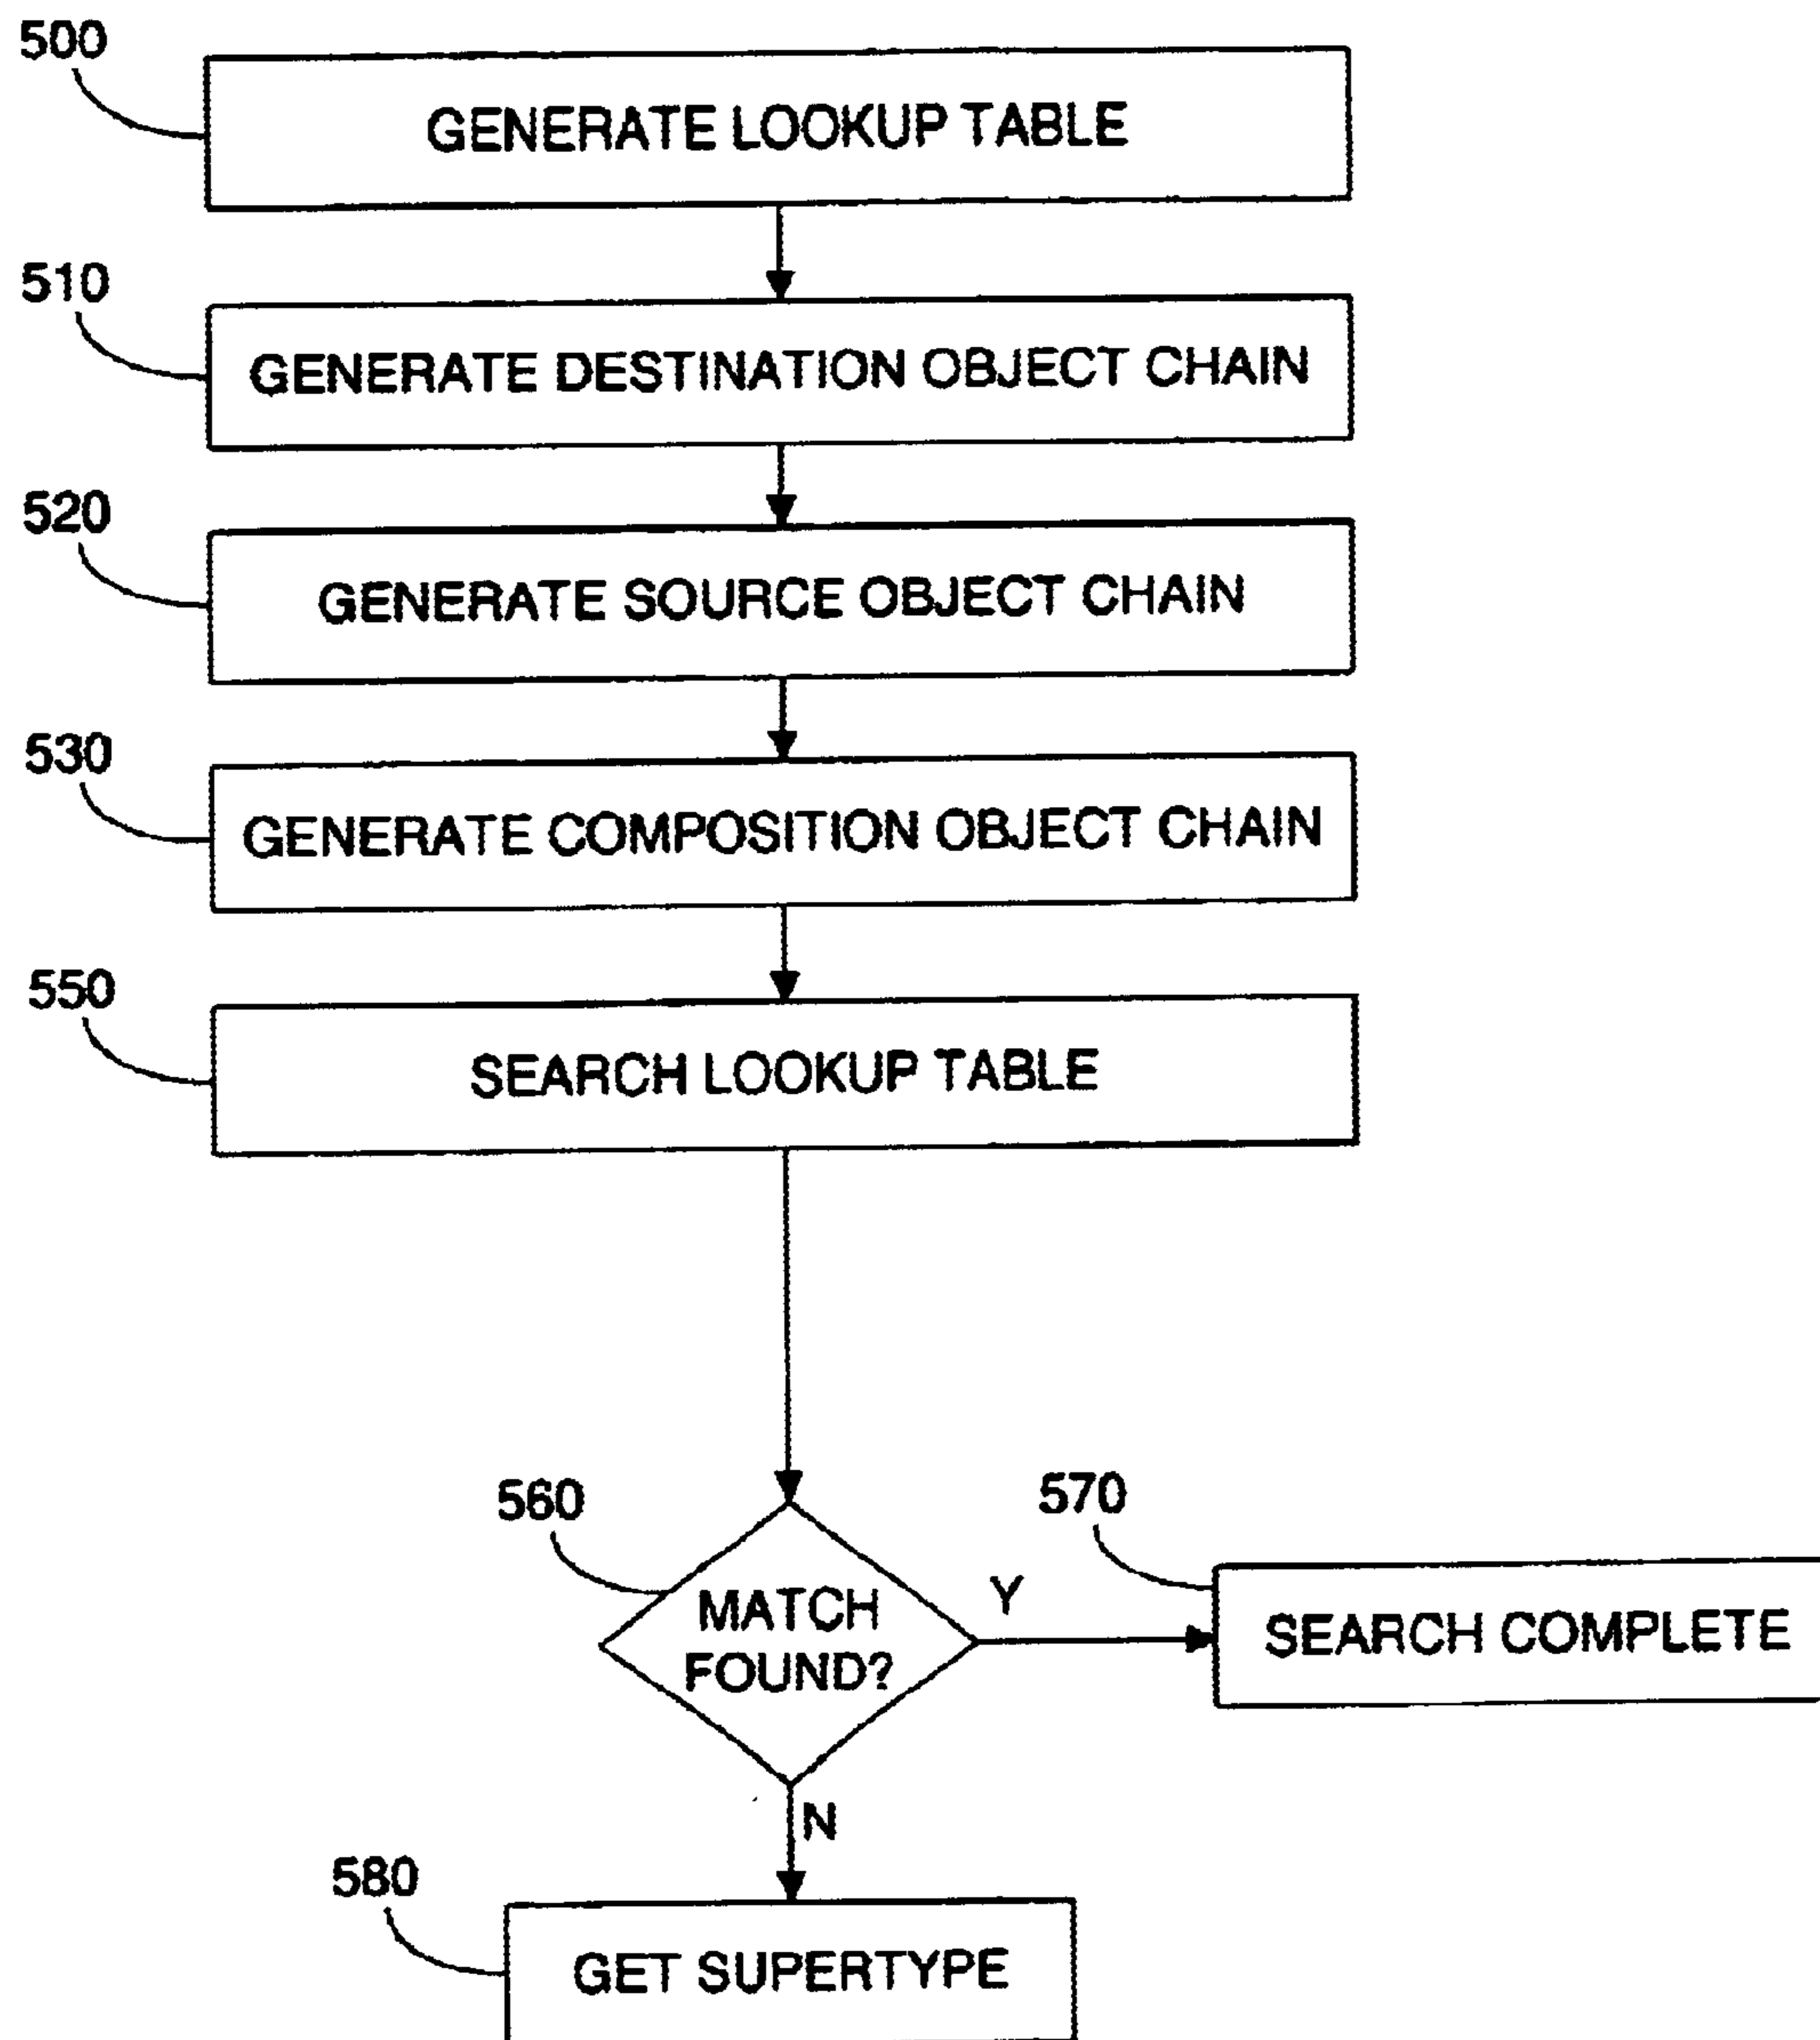 500
GENERATE LOOKUP TABLE
510
GENERATE DESTINATION OBJECT CHAIN
520
GENERATE SOURCE OBJECT CHAIN
530
GENERATE COMPOSITION OBJECT CHAIN
550
SEARCH LOOKUP TABLE
560
MATCH
FOUND?
Y
570
SEARCH COMPLETE
N
580
GET SUPERTYPE